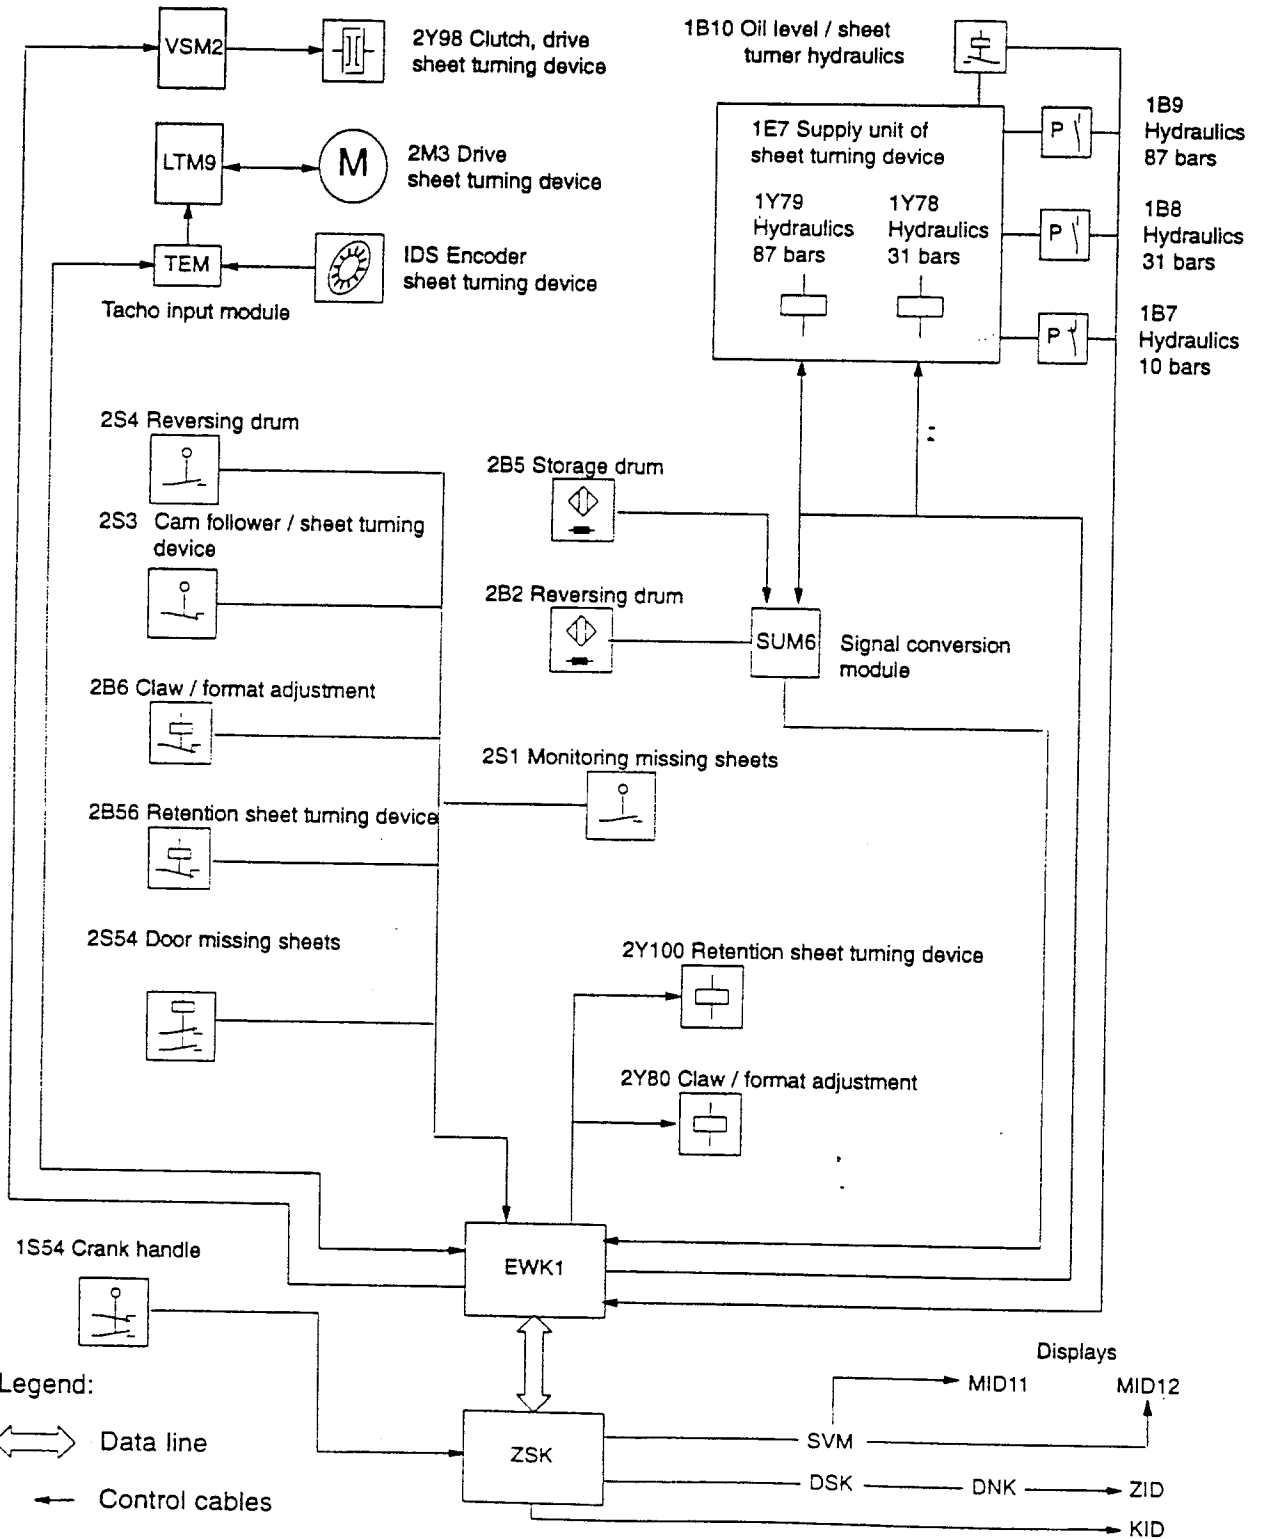 VSM2
2Y98 Clutch, drive
sheet turning device
1B10 Oil level / sheet
turner hydraulics
LTM9
M
2M3 Drive
sheet turning device
1E7 Supply unit of
sheet turning device
1Y79
Hydraulics
87 bars
1Y78
Hydraulics
31 bars
P
1B9
Hydraulics
87 bars
P
1B8
Hydraulics
31 bars
P
1B7
Hydraulics
10 bars
TEM
IDS Encoder
sheet turning device
Tacho input module
2S4 Reversing drum
2S3 Cam follower / sheet turning
device
2B5 Storage drum
2B2 Reversing drum
SUM6
Signal conversion
module
2B6 Claw / format adjustment
2S1 Monitoring missing sheets
2B56 Retention sheet turning device
2S54 Door missing sheets
2Y100 Retention sheet turning device
2Y80 Claw / format adjustment
1S54 Crank handle
EWK1
Displays
MID11
MID12
Legend:
Data line
Control cables
ZSK
SVM
DSK
DNK
ZID
KID